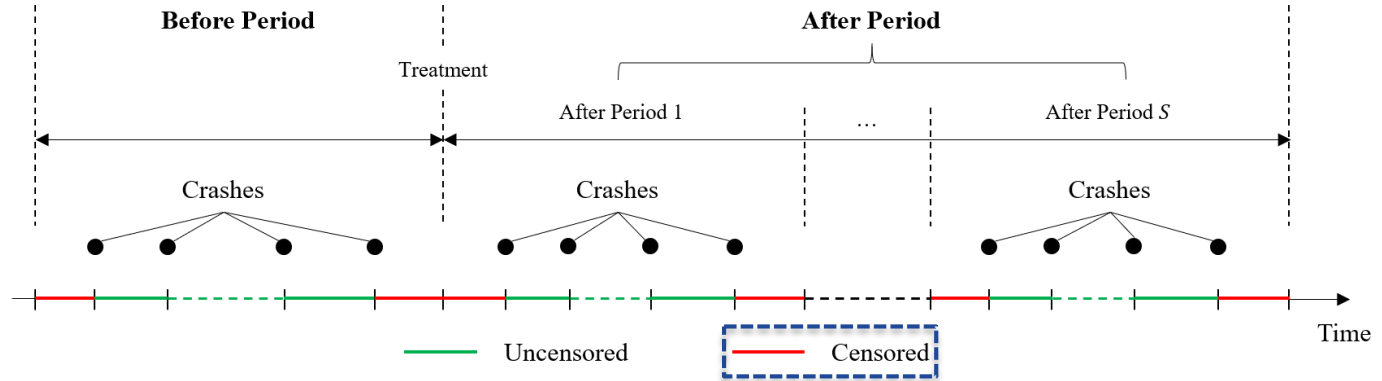 Before Period
After Period
Treatment
After Period 1
…
After Period S
Crashes
Crashes
Crashes
Time
Uncensored
Censored